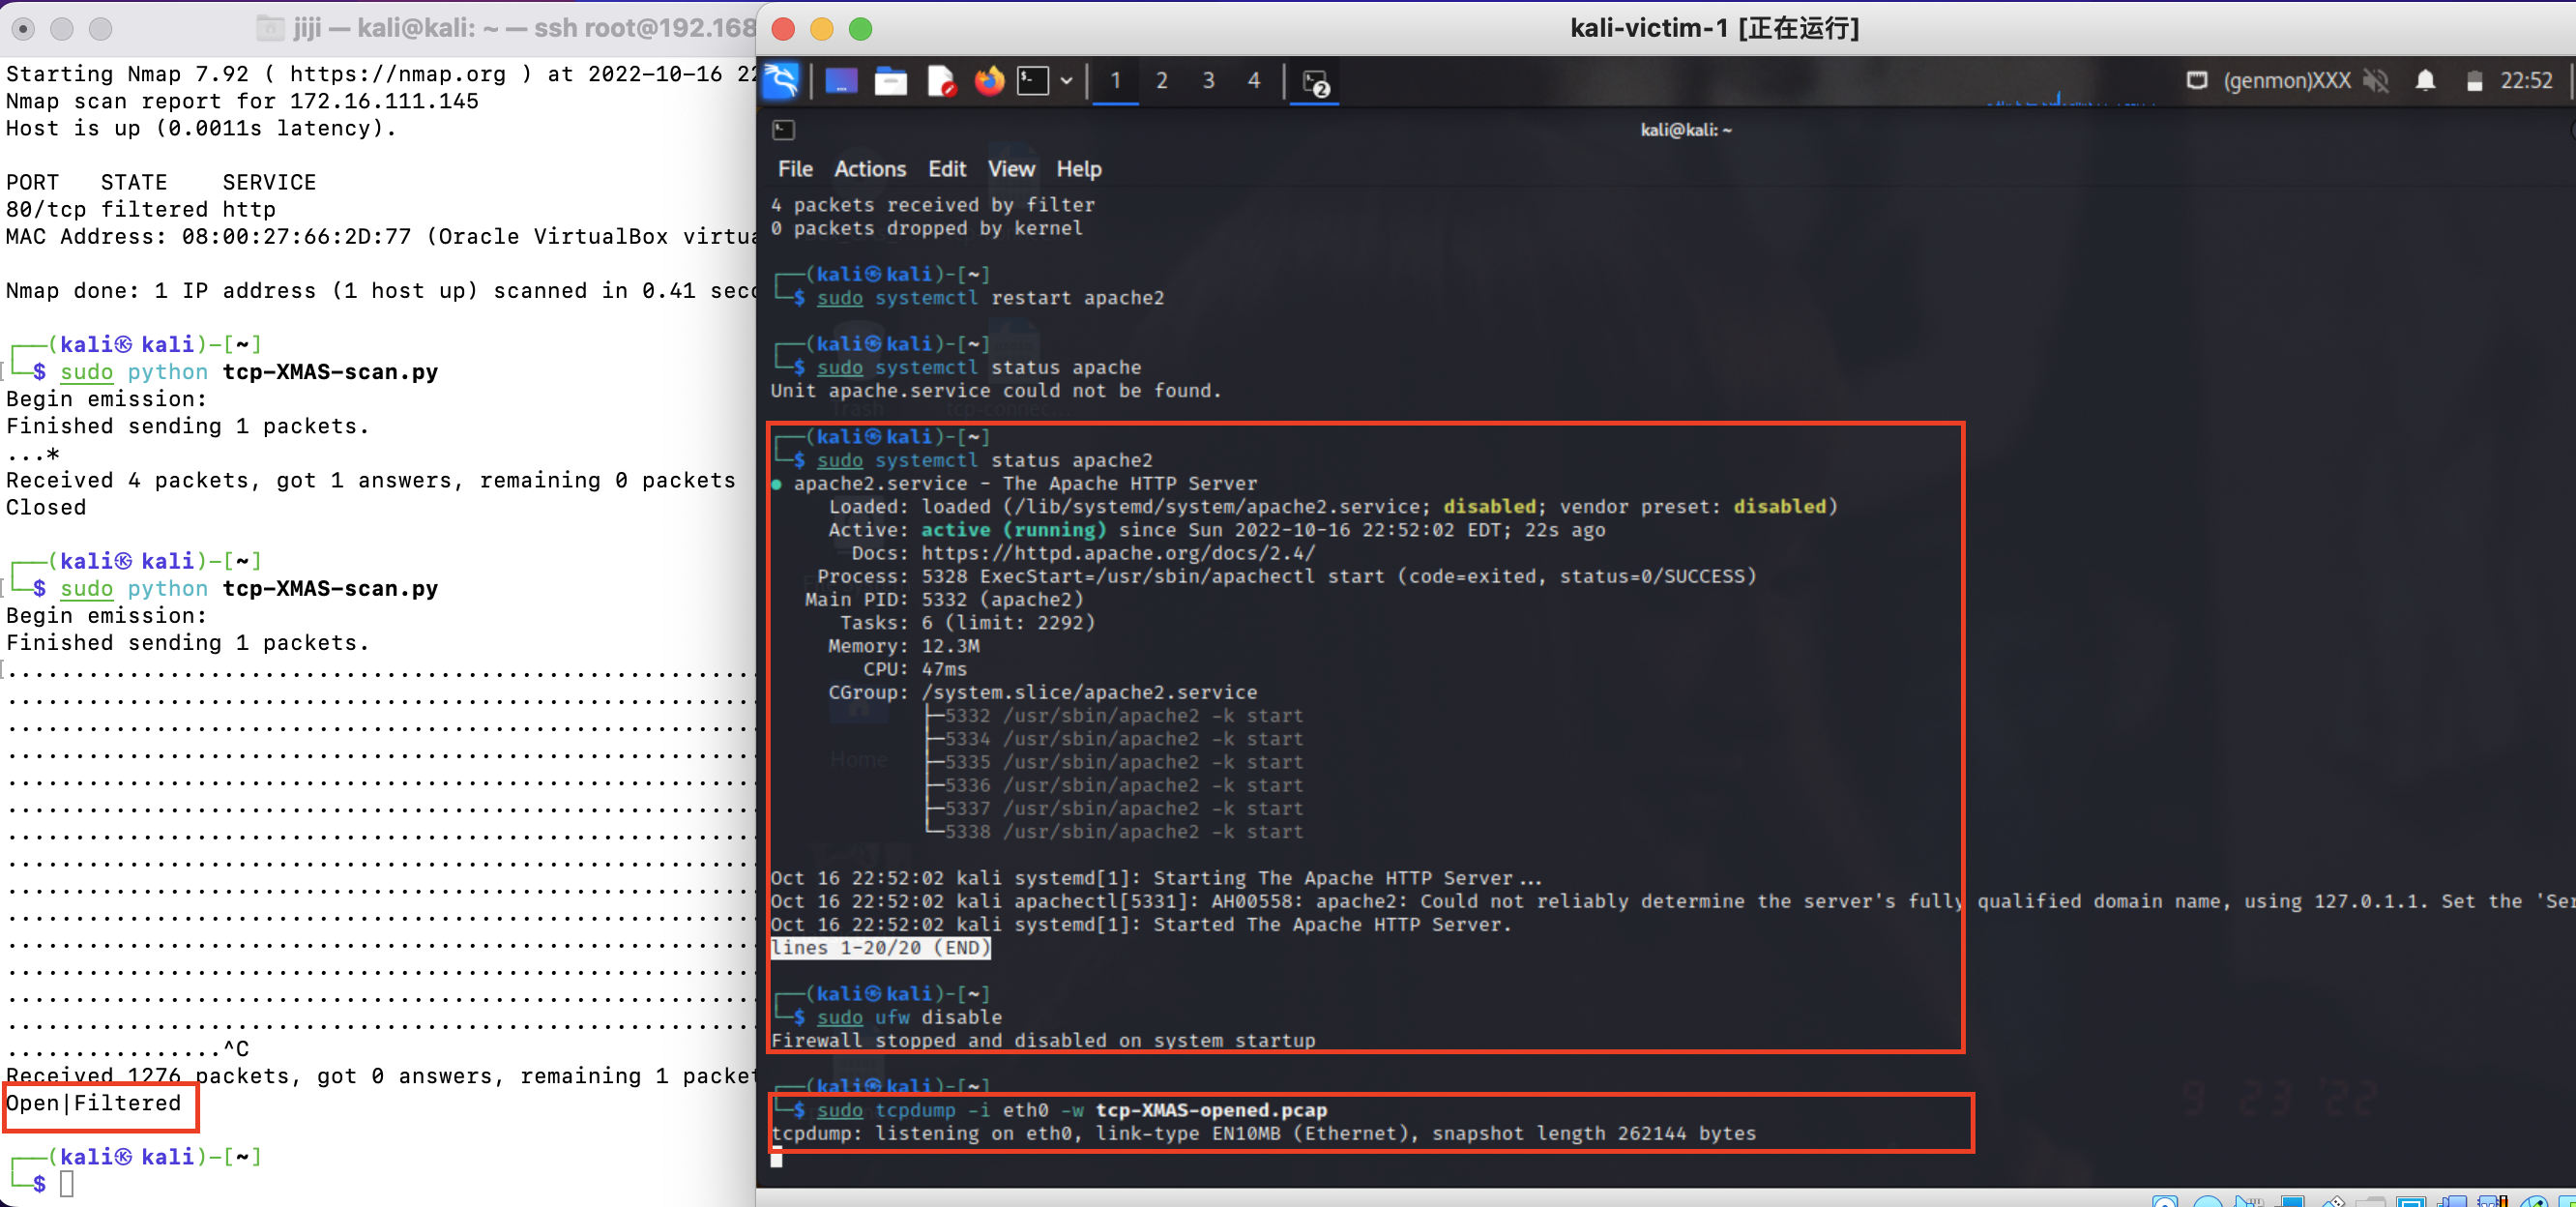 jiji — kali@kali: ~ — ssh root@192.168
Starting Nmap 7.92 ( https://nmap.org ) at 2022-10-16 22
Nmap scan report for 172.16.111.145
Host is up (0.0011s latency).
PORT   STATE    SERVICE
80/tcp filtered http
MAC Address: 08:00:27:66:2D:77 (Oracle VirtualBox virtua
Nmap done: 1 IP address (1 host up) scanned in 0.41 seco
┌──(kali㉿kali)-[~]
└─$ sudo python tcp-XMAS-scan.py
Begin emission:
Finished sending 1 packets.
...*
Received 4 packets, got 1 answers, remaining 0 packets
Closed
┌──(kali㉿kali)-[~]
└─$ sudo python tcp-XMAS-scan.py
Begin emission:
Finished sending 1 packets.
................^C
Received 1276 packets, got 0 answers, remaining 1 packet
Open|Filtered
┌──(kali㉿kali)-[~]
└─$
kali-victim-1 [正在运行]
1 2 3 4 2 (genmon)XXX 22:52
kali@kali: ~
File Actions Edit View Help
4 packets received by filter
0 packets dropped by kernel
┌──(kali㉿kali)-[~]
└─$ sudo systemctl restart apache2
┌──(kali㉿kali)-[~]
└─$ sudo systemctl status apache
Unit apache.service could not be found.
Trash
┌──(kali㉿kali)-[~]
└─$ sudo systemctl status apache2
● apache2.service - The Apache HTTP Server
Loaded: loaded (/lib/systemd/system/apache2.service; disabled; vendor preset: disabled)
Active: active (running) since Sun 2022-10-16 22:52:02 EDT; 22s ago
Docs: https://httpd.apache.org/docs/2.4/
Process: 5328 ExecStart=/usr/sbin/apachectl start (code=exited, status=0/SUCCESS)
Main PID: 5332 (apache2)
Tasks: 6 (limit: 2292)
Memory: 12.3M
CPU: 47ms
CGroup: /system.slice/apache2.service
├─5332 /usr/sbin/apache2 -k start
├─5334 /usr/sbin/apache2 -k start
├─5335 /usr/sbin/apache2 -k start
├─5336 /usr/sbin/apache2 -k start
├─5337 /usr/sbin/apache2 -k start
└─5338 /usr/sbin/apache2 -k start
Home
Oct 16 22:52:02 kali systemd[1]: Starting The Apache HTTP Server...
Oct 16 22:52:02 kali apachectl[5331]: AH00558: apache2: Could not reliably determine the server's fully qualified domain name, using 127.0.1.1. Set the 'Ser
Oct 16 22:52:02 kali systemd[1]: Started The Apache HTTP Server.
lines 1-20/20 (END)
┌──(kali㉿kali)-[~]
└─$ sudo ufw disable
Firewall stopped and disabled on system startup
┌──(kali㉿kali)-[~]
└─$ sudo tcpdump -i eth0 -w tcp-XMAS-opened.pcap
tcpdump: listening on eth0, link-type EN10MB (Ethernet), snapshot length 262144 bytes
9 23 '22